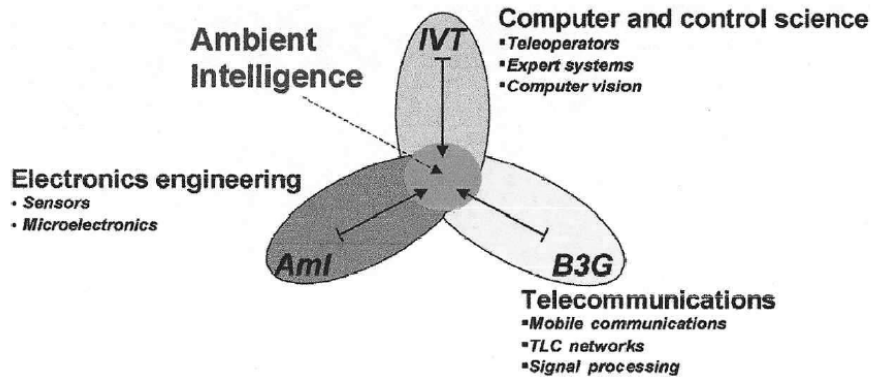 Ambient
Intelligence
IVT
Computer and control science
▪Teleoperators
▪Expert systems
▪Computer vision
Electronics engineering
• Sensors
• Microelectronics
AmI
B3G
Telecommunications
▪Mobile communications
▪TLC networks
▪Signal processing